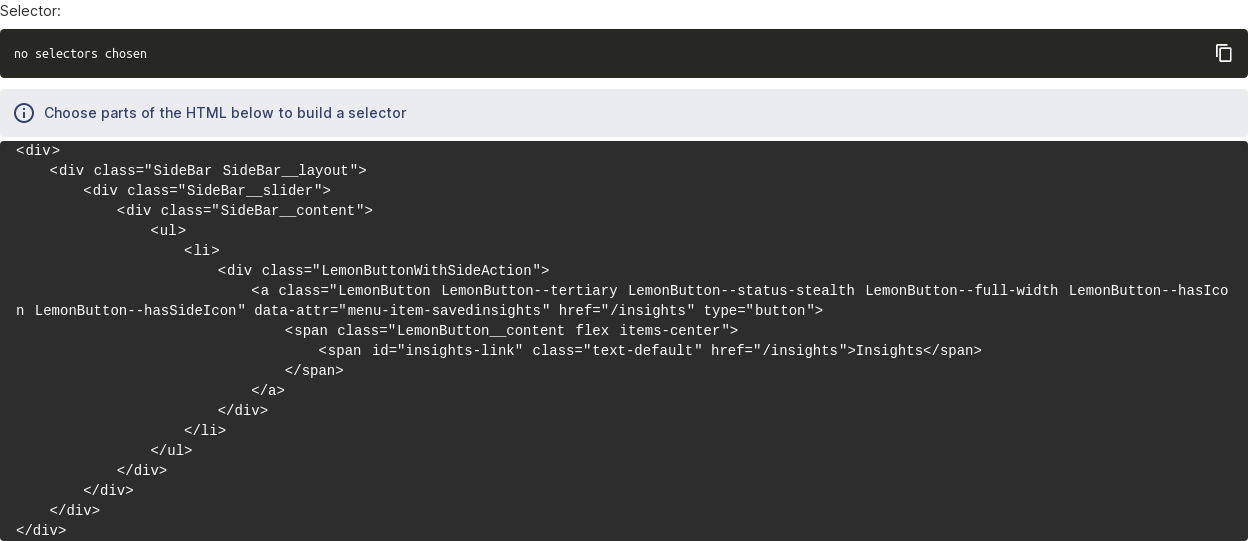 Selector:
no selectors chosen
Choose parts of the HTML below to build a selector
<div>
<div class="SideBar SideBar__layout">
<div class="SideBar__slider">
<div class="SideBar__content">
<ul>
<li>
<div class="LemonButtonWithSideAction">
<a class="LemonButton LemonButton--tertiary LemonButton--status-stealth LemonButton--full-width LemonButton--hasIco
n LemonButton--hasSideIcon" data-attr="menu-item-savedinsights" href="/insights" type="button">
<span class="LemonButton__content flex items-center">
<span id="insights-link" class="text-default" href="/insights">Insights</span>
</span>
</a>
</div>
</li>
</ul>
</div>
</div>
</div>
</div>